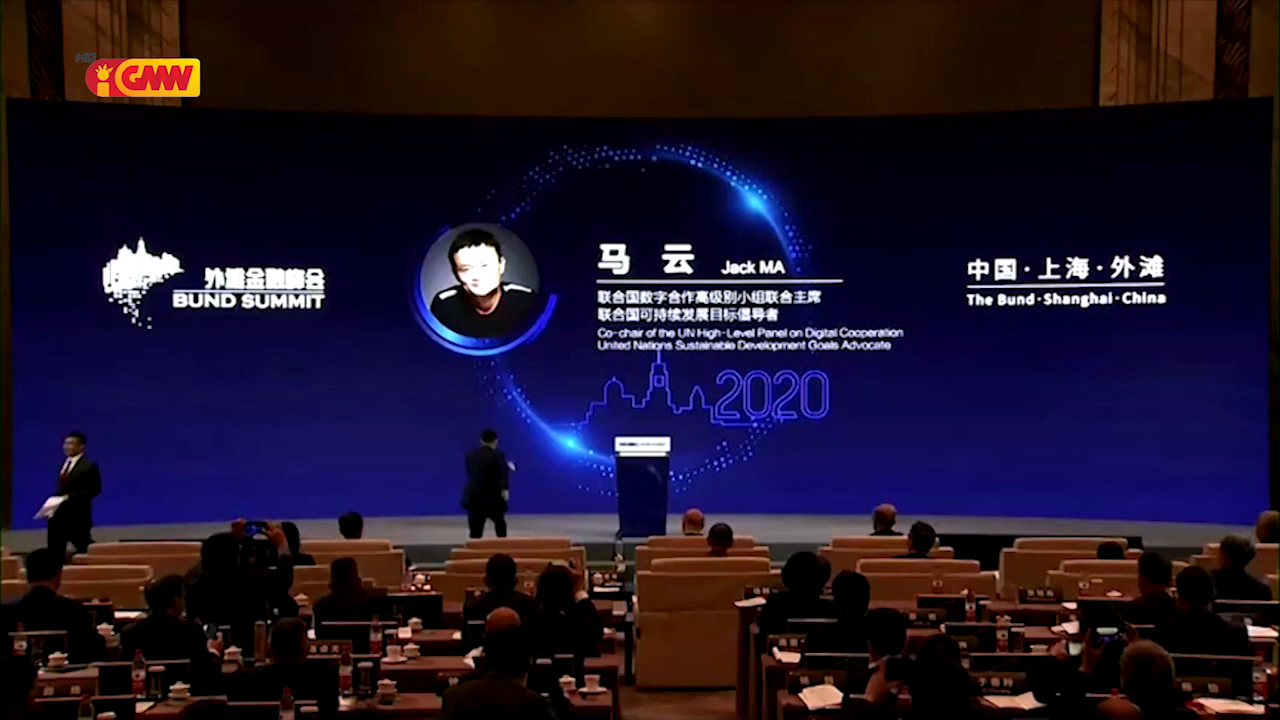 iGMW
外滩金融峰会
BUND SUMMIT
马 云 Jack MA
联合国数字合作高级别小组联合主席
联合国可持续发展目标倡导者
Co-chair of the UN High-Level Panel on Digital Cooperation
United Nations Sustainable Development Goals Advocate
2020
中国·上海·外滩
The Bund·Shanghai·China